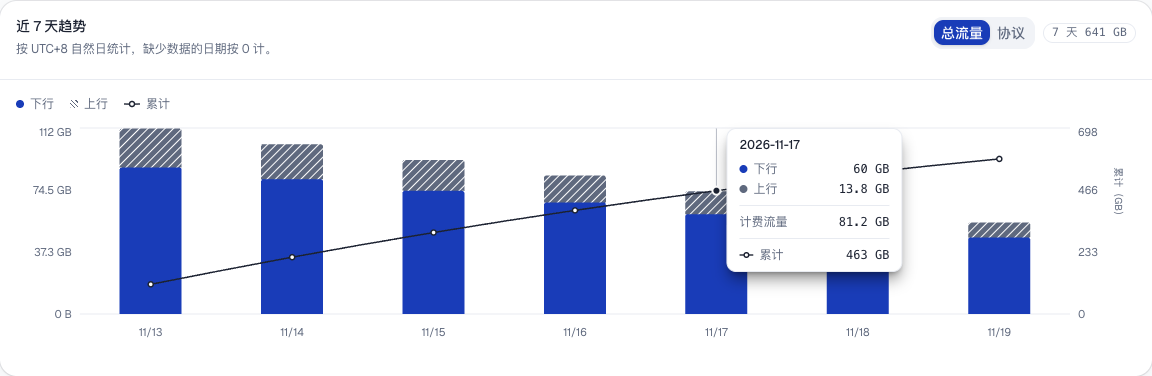 近 7 天趋势
按 UTC+8 自然日统计，缺少数据的日期按 0 计。
总流量 协议 7 天 641 GB
下行 上行 累计
112 GB
74.5 GB
37.3 GB
0 B
2026-11-17
下行 60 GB
上行 13.8 GB
计费流量 81.2 GB
累计 463 GB
698
466
233
0
累计 (GB)
11/13 11/14 11/15 11/16 11/17 11/18 11/19